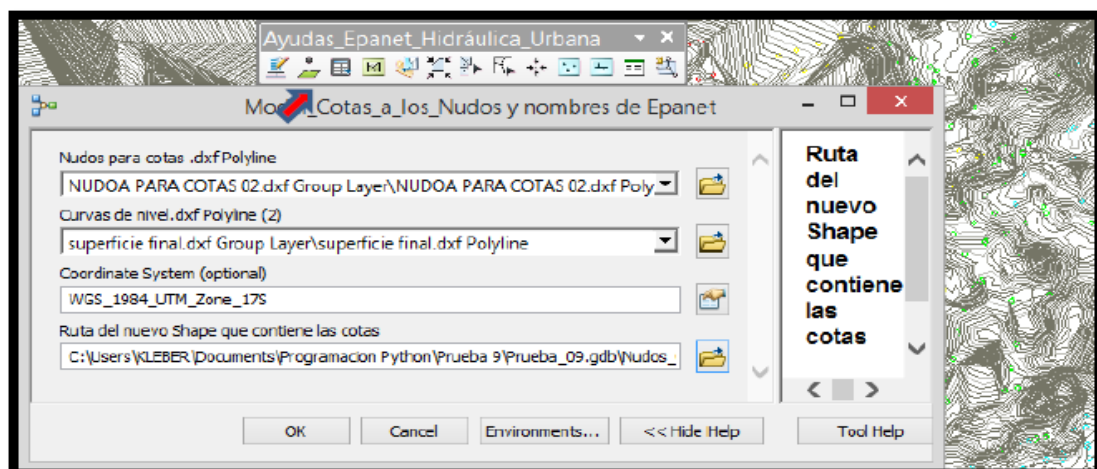 Ayudas_Epanet_Hidráulica_Urbana
Cotas_a_los_Nudos y nombres de Epanet
Nudos para cotas .dxf Polyline
NUDOA PARA COTAS 02.dxf Group Layer\NUDOA PARA COTAS 02.dxf Poly
Curvas de nivel.dxf Polyline (2)
superficie final.dxf Group Layer\superficie final.dxf Polyline
Coordinate System (optional)
WGS_1984_UTM_Zone_17S
Ruta del nuevo Shape que contiene las cotas
C:\Users\KLEBER\Documents\Programacion Python\Prueba 9\Prueba_09.gdb\Nudos_
OK
Cancel
Environments...
<< Hide Help
Tool Help
Ruta
del
nuevo
Shape
que
contiene
las
cotas